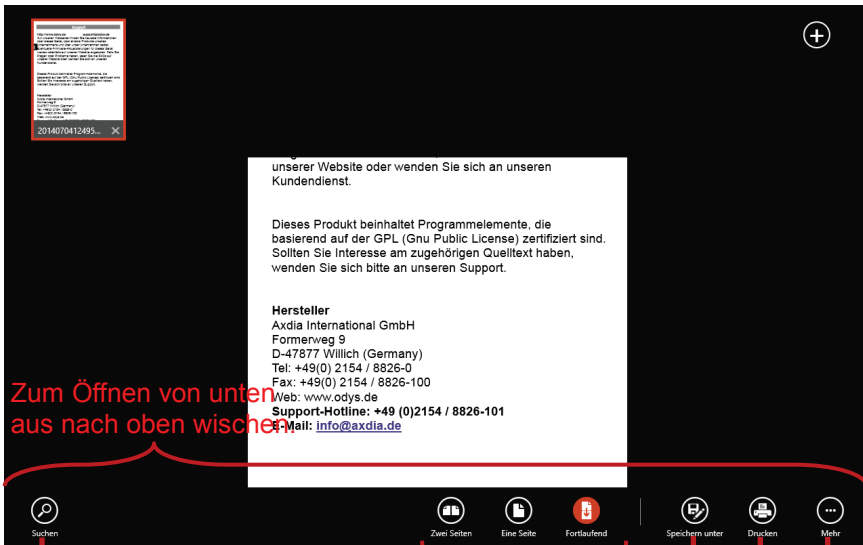 Support
2014070412495...
unserer Website oder wenden Sie sich an unseren
Kundendienst.
Dieses Produkt beinhaltet Programmelemente, die
basierend auf der GPL (Gnu Public License) zertifiziert sind.
Sollten Sie Interesse am zugehörigen Quelltext haben,
wenden Sie sich bitte an unseren Support.
Hersteller
Axdia International GmbH
Formerweg 9
D-47877 Willich (Germany)
Tel: +49(0) 2154 / 8826-0
Fax: +49(0) 2154 / 8826-100
Web: www.odys.de
Support-Hotline: +49 (0)2154 / 8826-101
E-Mail: info@axdia.de
Zum Öffnen von unten
aus nach oben wischen.
Suchen
Zwei Seiten
Eine Seite
Fortlaufend
Speichern unter
Drucken
Mehr